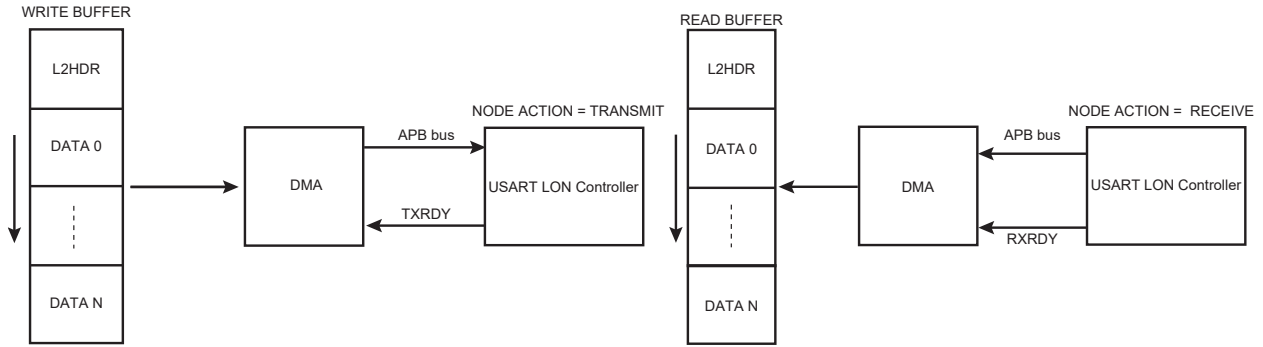 WRITE BUFFER
L2HDR
DATA 0
DATA N
DMA
APB bus
TXRDY
NODE ACTION = TRANSMIT
USART LON Controller
READ BUFFER
L2HDR
DATA 0
DATA N
DMA
APB bus
RXRDY
NODE ACTION = RECEIVE
USART LON Controller